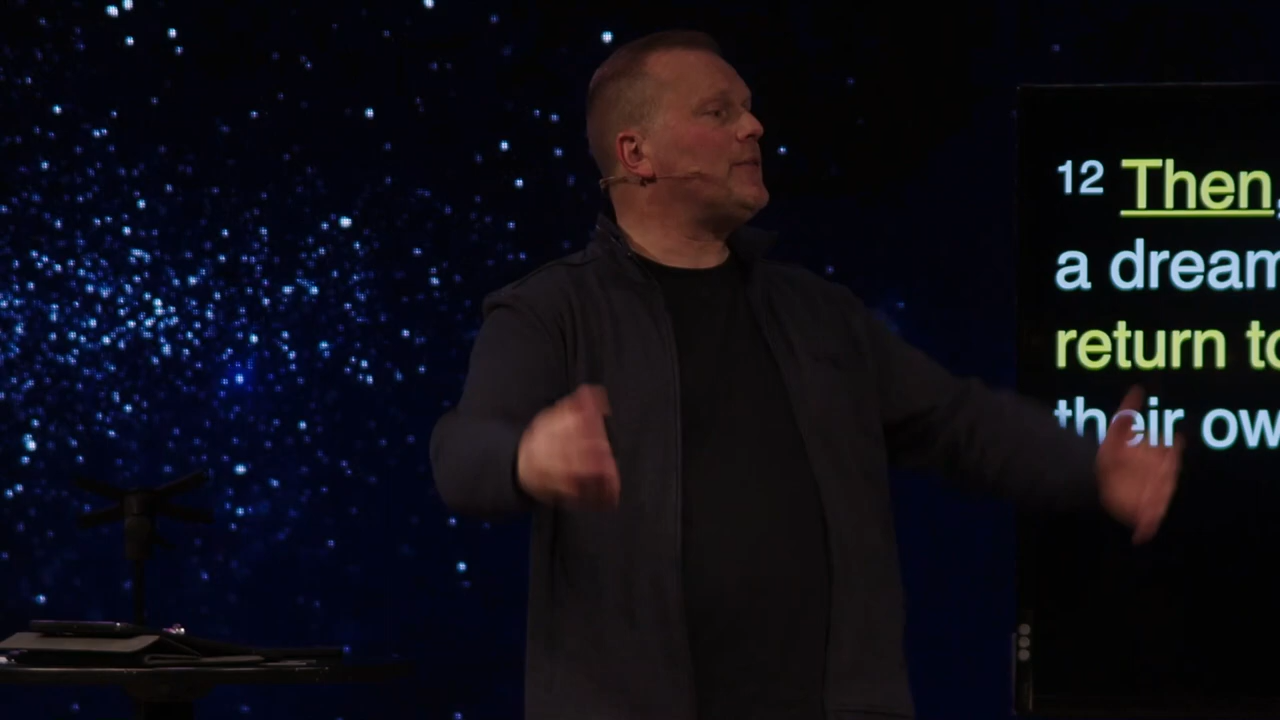 12 Then,
a dream
return to
their ow